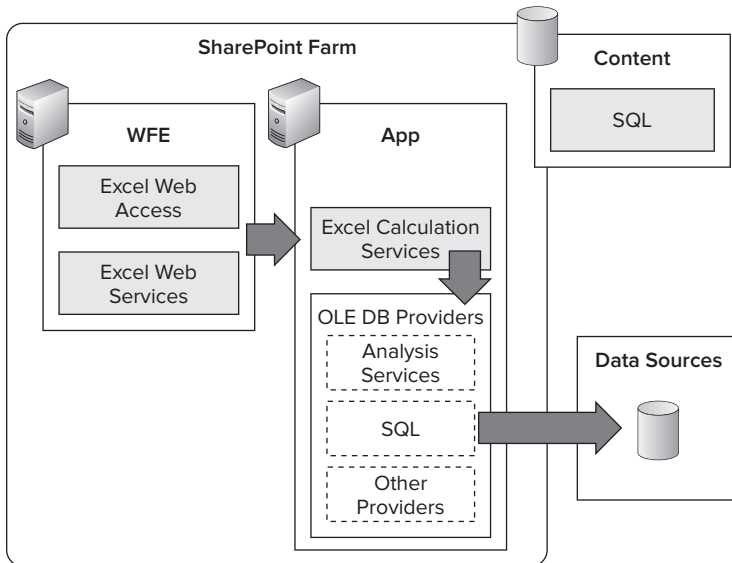 SharePoint Farm
WFE
Excel Web
Access
Excel Web
Services
App
Excel Calculation
Services
OLE DB Providers
Analysis
Services
SQL
Other
Providers
Content
SQL
Data Sources